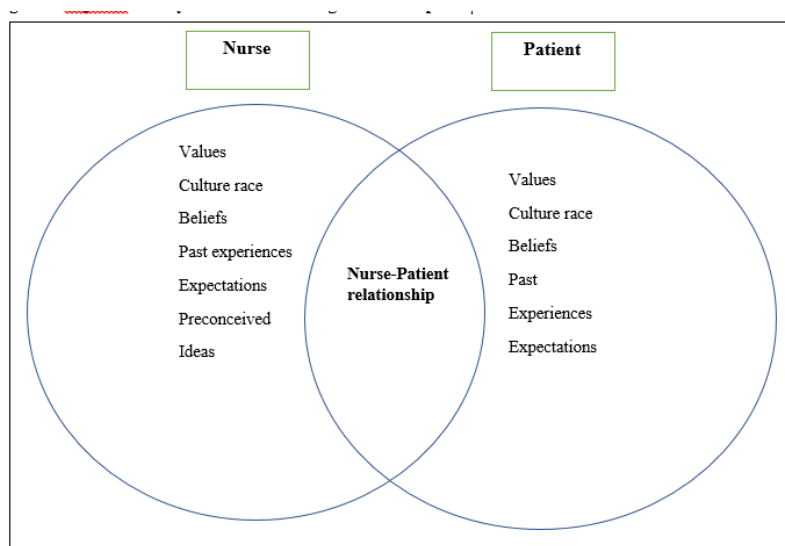 Nurse
Patient
Values
Culture race
Beliefs
Past experiences
Expectations
Preconceived
Ideas
Nurse-Patient
relationship
Values
Culture race
Beliefs
Past
Experiences
Expectations